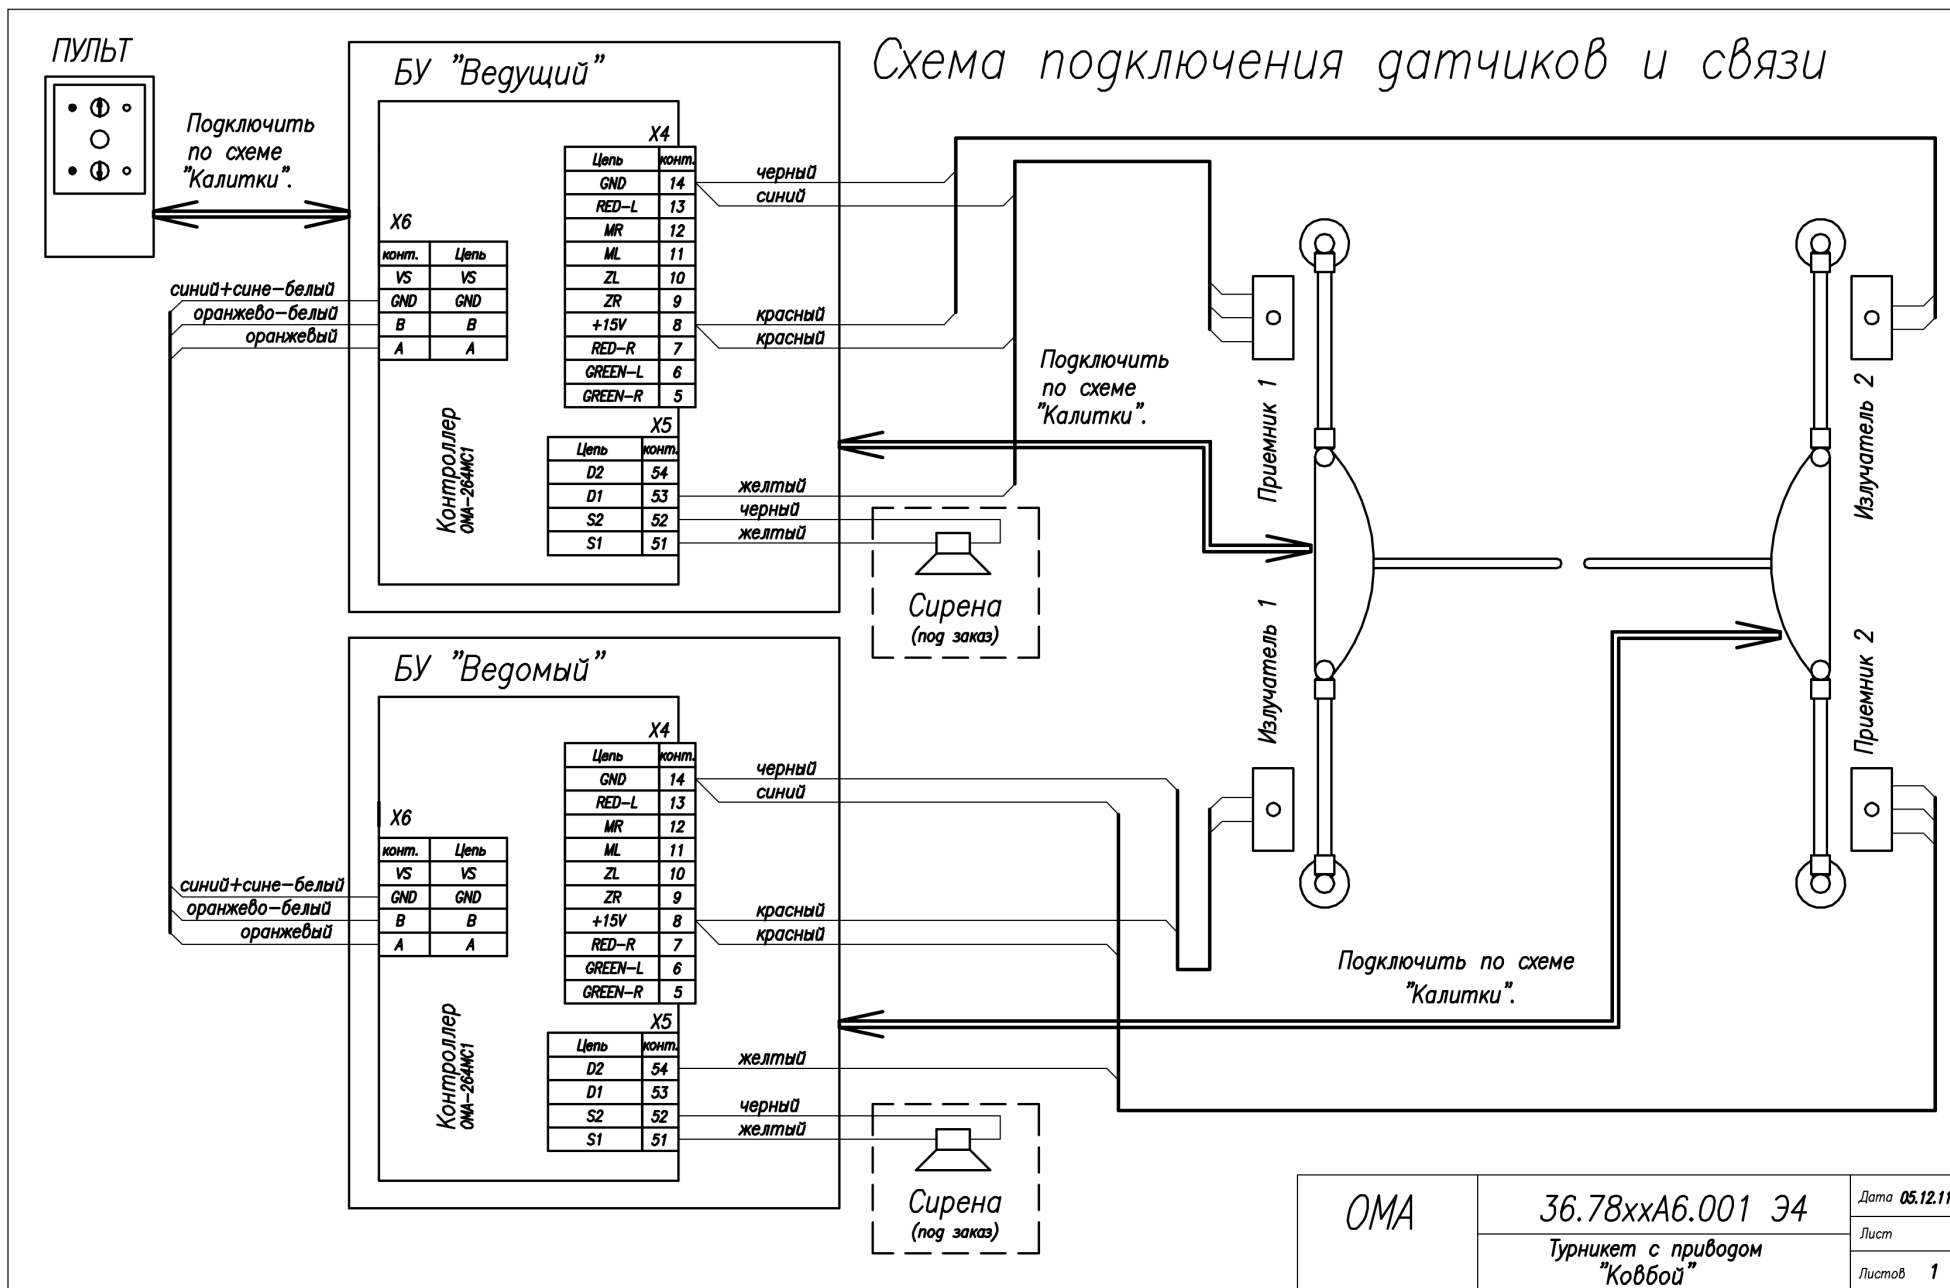 Схема подключения датчиков и связи
ПУЛЬТ
Подключить
по схеме
"Калитки".
БУ "Ведущий"
X4
Цепь конт.
GND 14
RED-L 13
MR 12
ML 11
ZL 10
ZR 9
+15V 8
RED-R 7
GREEN-L 6
GREEN-R 5
X6
конт. Цепь
VS VS
GND GND
B B
A A
синий+сине-белый
оранжево-белый
оранжевый
Контроллер
ОМА-264МС1
X5
Цепь конт.
D2 54
D1 53
S2 52
S1 51
черный
синий
красный
красный
желтый
черный
желтый
Сирена
(под заказ)
Подключить
по схеме
"Калитки".
Приемник 1
Излучатель 2
Излучатель 1
Приемник 2
БУ "Ведомый"
X4
Цепь конт.
GND 14
RED-L 13
MR 12
ML 11
ZL 10
ZR 9
+15V 8
RED-R 7
GREEN-L 6
GREEN-R 5
X6
конт. Цепь
VS VS
GND GND
B B
A A
синий+сине-белый
оранжево-белый
оранжевый
Контроллер
ОМА-264МС1
X5
Цепь конт.
D2 54
D1 53
S2 52
S1 51
черный
синий
красный
красный
желтый
черный
желтый
Сирена
(под заказ)
Подключить по схеме
"Калитки".
ОМА
36.78ххА6.001 Э4
Турникет с приводом
"Ковбой"
Дата 05.12.11
Лист
Листов 1